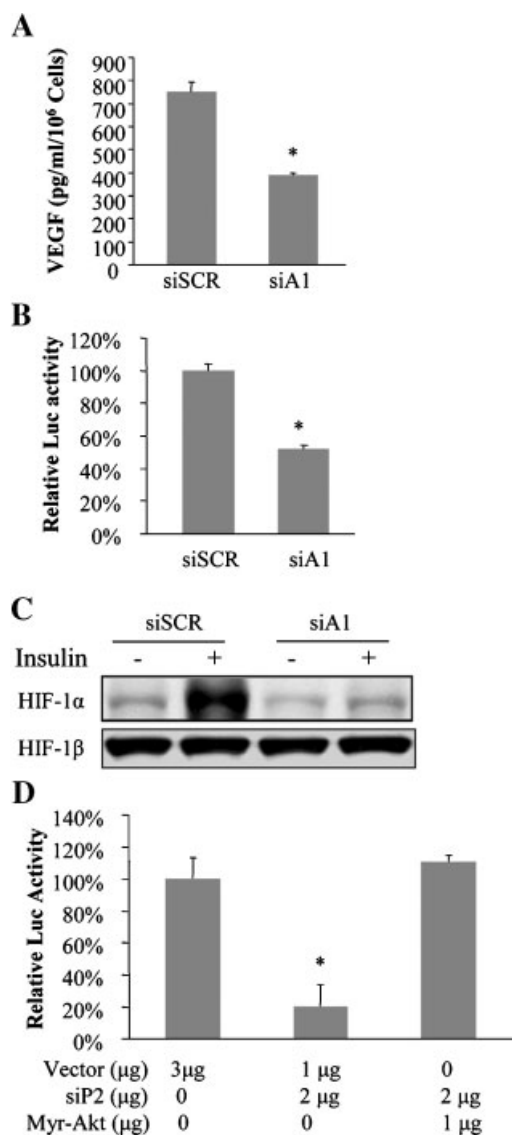 A
VEGF (pg/ml/10⁶ Cells)
900
800
700
600
500
400
300
200
100
0
*
siSCR siA1
B
Relative Luc activity
120%
100%
80%
60%
40%
20%
0%
*
siSCR siA1
C
siSCR siA1
Insulin - + - +
HIF-1α
HIF-1β
D
Relative Luc Activity
140%
120%
100%
80%
60%
40%
20%
0%
*
Vector (μg) 3μg 1 μg 0
siP2 (μg) 0 2 μg 2 μg
Myr-Akt (μg) 0 0 1 μg